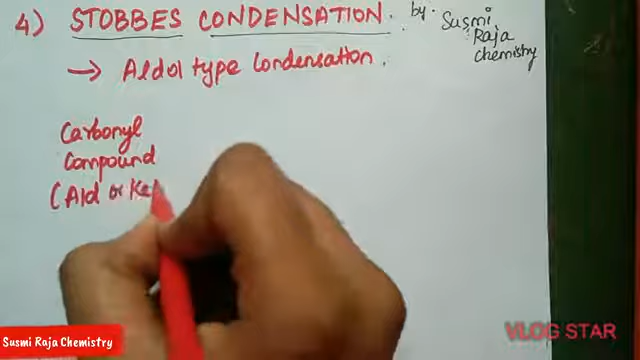 4) STOBBES CONDENSATION. by. Susmi Raja Chemistry
→ Aldol type Condensation.
Carbonyl
Compound
(Ald or Ke
Susmi Raja Chemistry
VLOG STAR